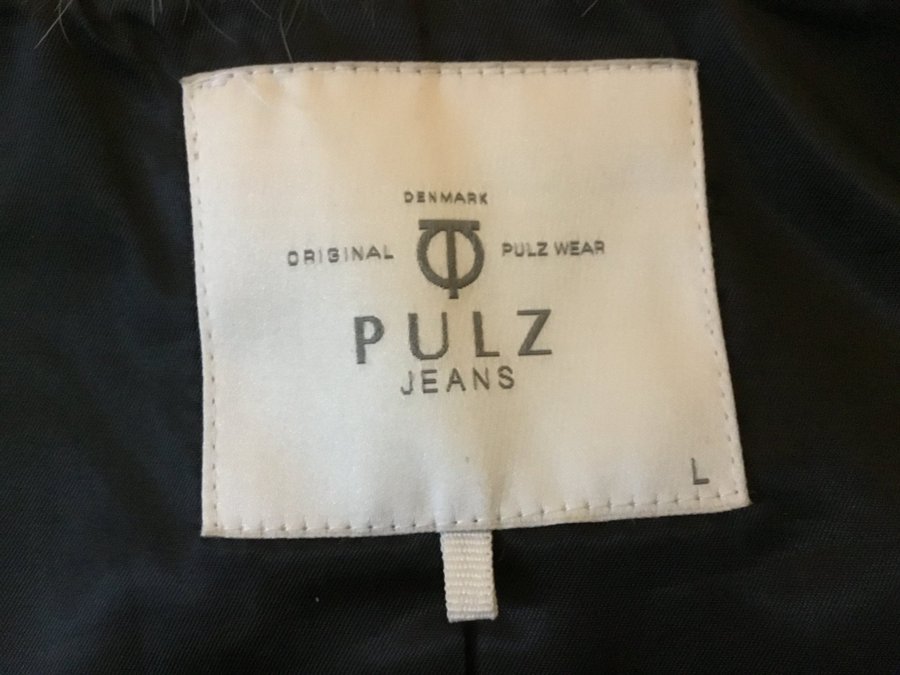 DENMARK
ORIGINAL PULZ WEAR
PULZ
JEANS
L